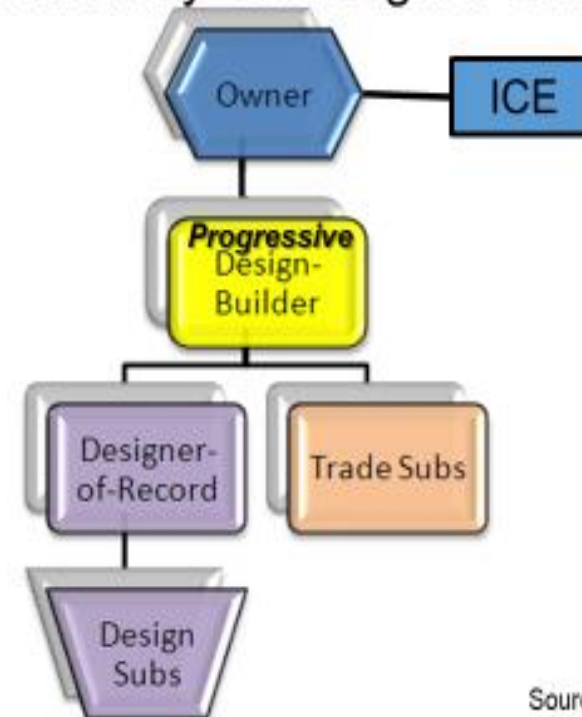 Owner
ICE
Progressive
Design-
Builder
Designer-
of-Record
Trade Subs
Design
Subs